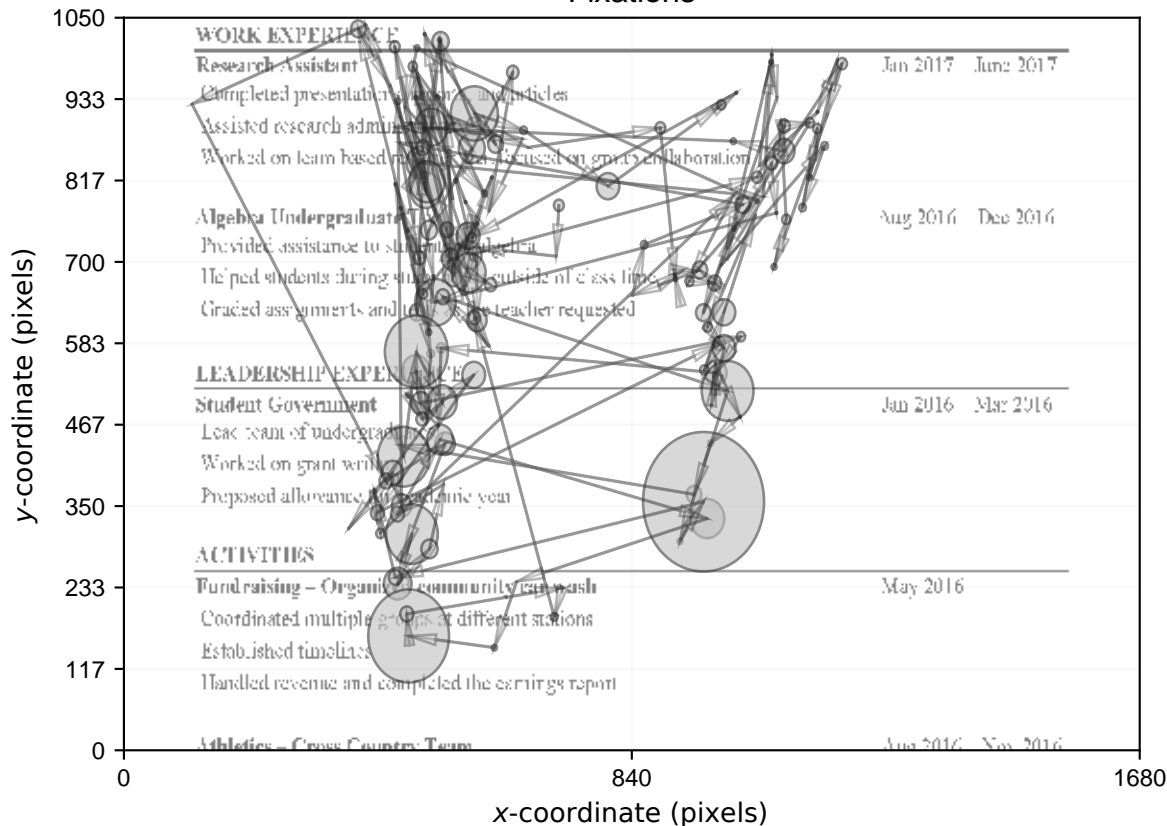 Fixations
1050
933
817
700
583
467
350
233
117
0
0 840 1680
x-coordinate (pixels)
y-coordinate (pixels)
WORK EXPERIENCE
Research Assistant Jan 2017 June 2017
Completed presentations and articles
Assisted research
Worked on team based focused on group collaboration
Algebra Undergraduate Aug 2016 Dec 2016
Provided assistance to students algebra
Helped students during outside of class time
Graded assignments and teacher requested
LEADERSHIP EXPERIENCE
Student Government Jan 2016 Mar 2016
Lead team of
Worked on grant
Proposed allowance academic year
ACTIVITIES
Fundraising – community car wash May 2016
Coordinated multiple groups at different stations
Established timelines
Handled revenue and completed the earnings report
Athletics – Cross Country Team Aug 2016 Nov 2016